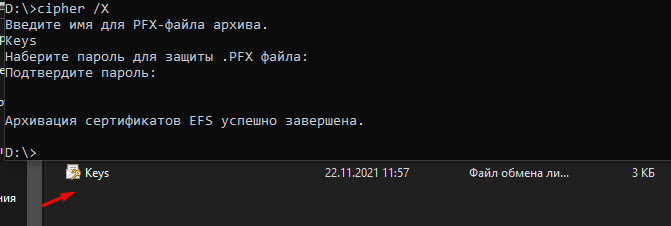 D:\>cipher /X
Введите имя для PFX-файла архива.
Keys
Наберите пароль для защиты .PFX файла:
Подтвердите пароль:
Архивация сертификатов EFS успешно завершена.
D:\>
Keys 22.11.2021 11:57 Файл обмена ли... 3 КБ
ния